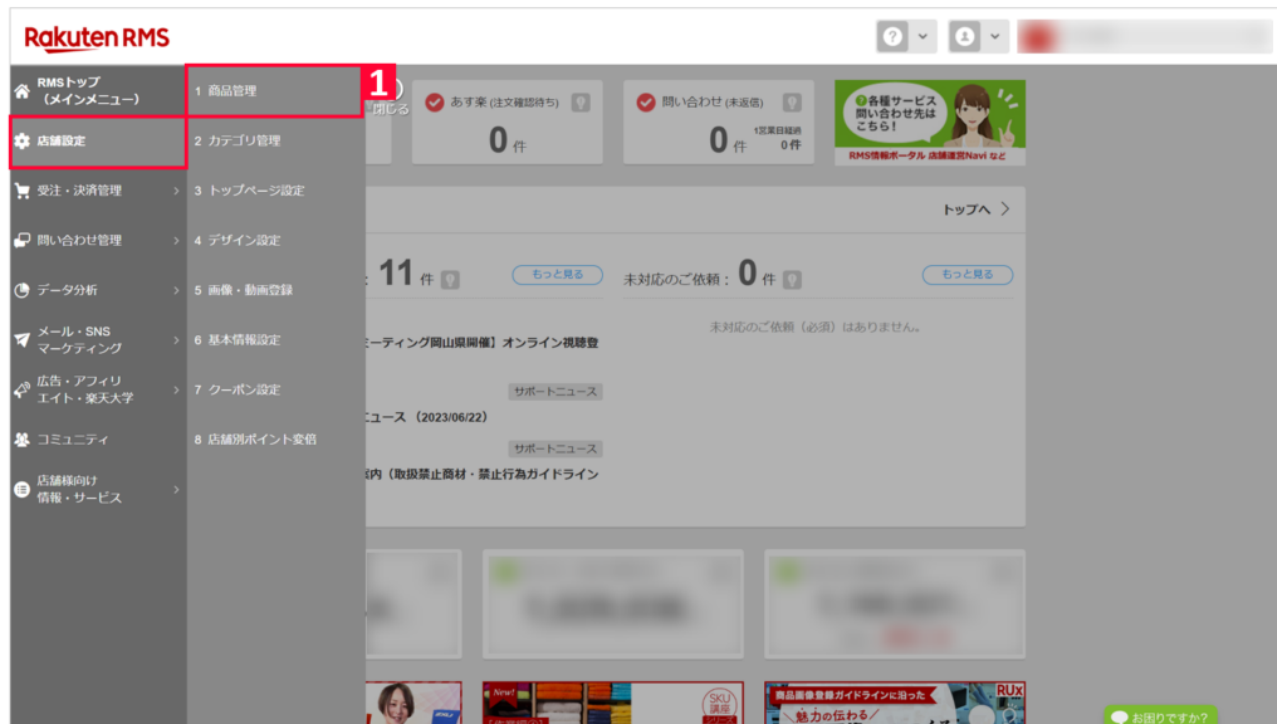 Rakuten RMS
RMSトップ
(メインメニュー)
店舗設定
受注・決済管理
問い合わせ管理
データ分析
メール・SNS
マーケティング
広告・アフィリ
エイト・楽天大学
コミュニティ
店舗様向け
情報・サービス
1 商品管理
2 カテゴリ管理
3 トップページ設定
4 デザイン設定
5 画像・動画登録
6 基本情報設定
7 クーポン設定
8 店舗別ポイント変倍
1
閉じる
あす楽 (注文確認待ち)
0 件
問い合わせ (未返信)
0 件
1営業日経過
0 件
各種サービス
問い合わせ先は
こちら!
RMS情報ポータル 店舗運営Navi など
トップへ
: 11 件
もっと見る
未対応のご依頼 : 0 件
もっと見る
未対応のご依頼(必須)はありません。
ミーティング岡山県開催】オンライン視聴登
サポートニュース
ニュース (2023/06/22)
サポートニュース
案内(取扱禁止商材・禁止行為ガイドライン
New!
SKU
講座
シリーズ
商品画像登録ガイドラインに沿った
魅力の伝わる
RUx
お困りですか?